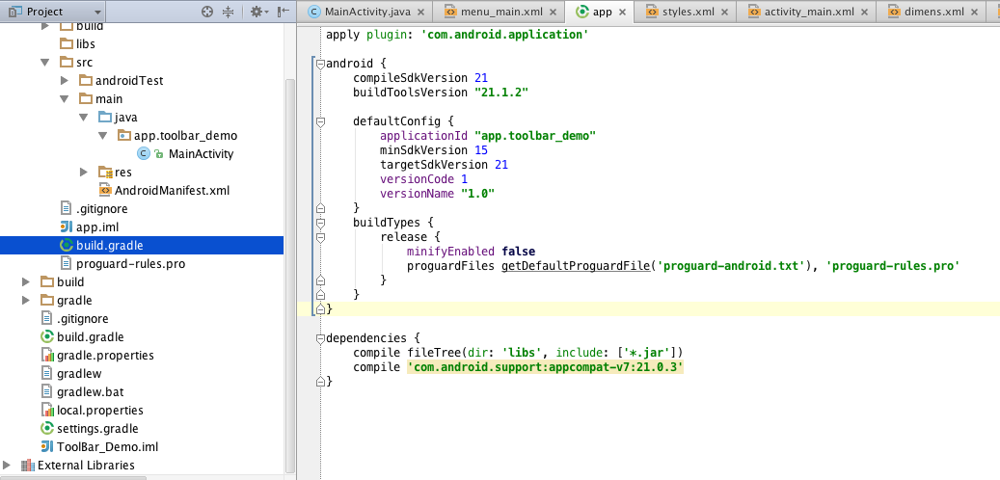 Project
build
libs
src
androidTest
main
java
app.toolbar_demo
MainActivity
res
AndroidManifest.xml
.gitignore
app.iml
build.gradle
proguard-rules.pro
build
gradle
.gitignore
build.gradle
gradle.properties
gradlew
gradlew.bat
local.properties
settings.gradle
ToolBar_Demo.iml
External Libraries
MainActivity.java
menu_main.xml
app
styles.xml
activity_main.xml
dimens.xml
apply plugin: 'com.android.application'
android {
compileSdkVersion 21
buildToolsVersion "21.1.2"
defaultConfig {
applicationId "app.toolbar_demo"
minSdkVersion 15
targetSdkVersion 21
versionCode 1
versionName "1.0"
}
buildTypes {
release {
minifyEnabled false
proguardFiles getDefaultProguardFile('proguard-android.txt'), 'proguard-rules.pro'
}
}
}
dependencies {
compile fileTree(dir: 'libs', include: ['*.jar'])
compile 'com.android.support:appcompat-v7:21.0.3'
}